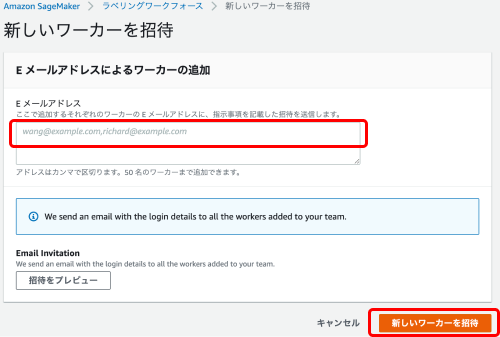 Amazon SageMaker > ラベリングワークフォース > 新しいワーカーを招待
新しいワーカーを招待
E メールアドレスによるワーカーの追加
E メールアドレス
ここで追加するそれぞれのワーカーの E メールアドレスに、指示事項を記載した招待を送信します。
wang@example.com,richard@example.com
アドレスはカンマで区切ります。50 名のワーカーまで追加できます。
We send an email with the login details to all the workers added to your team.
Email Invitation
We send an email with the login details to all the workers added to your team.
招待をプレビュー
キャンセル 新しいワーカーを招待